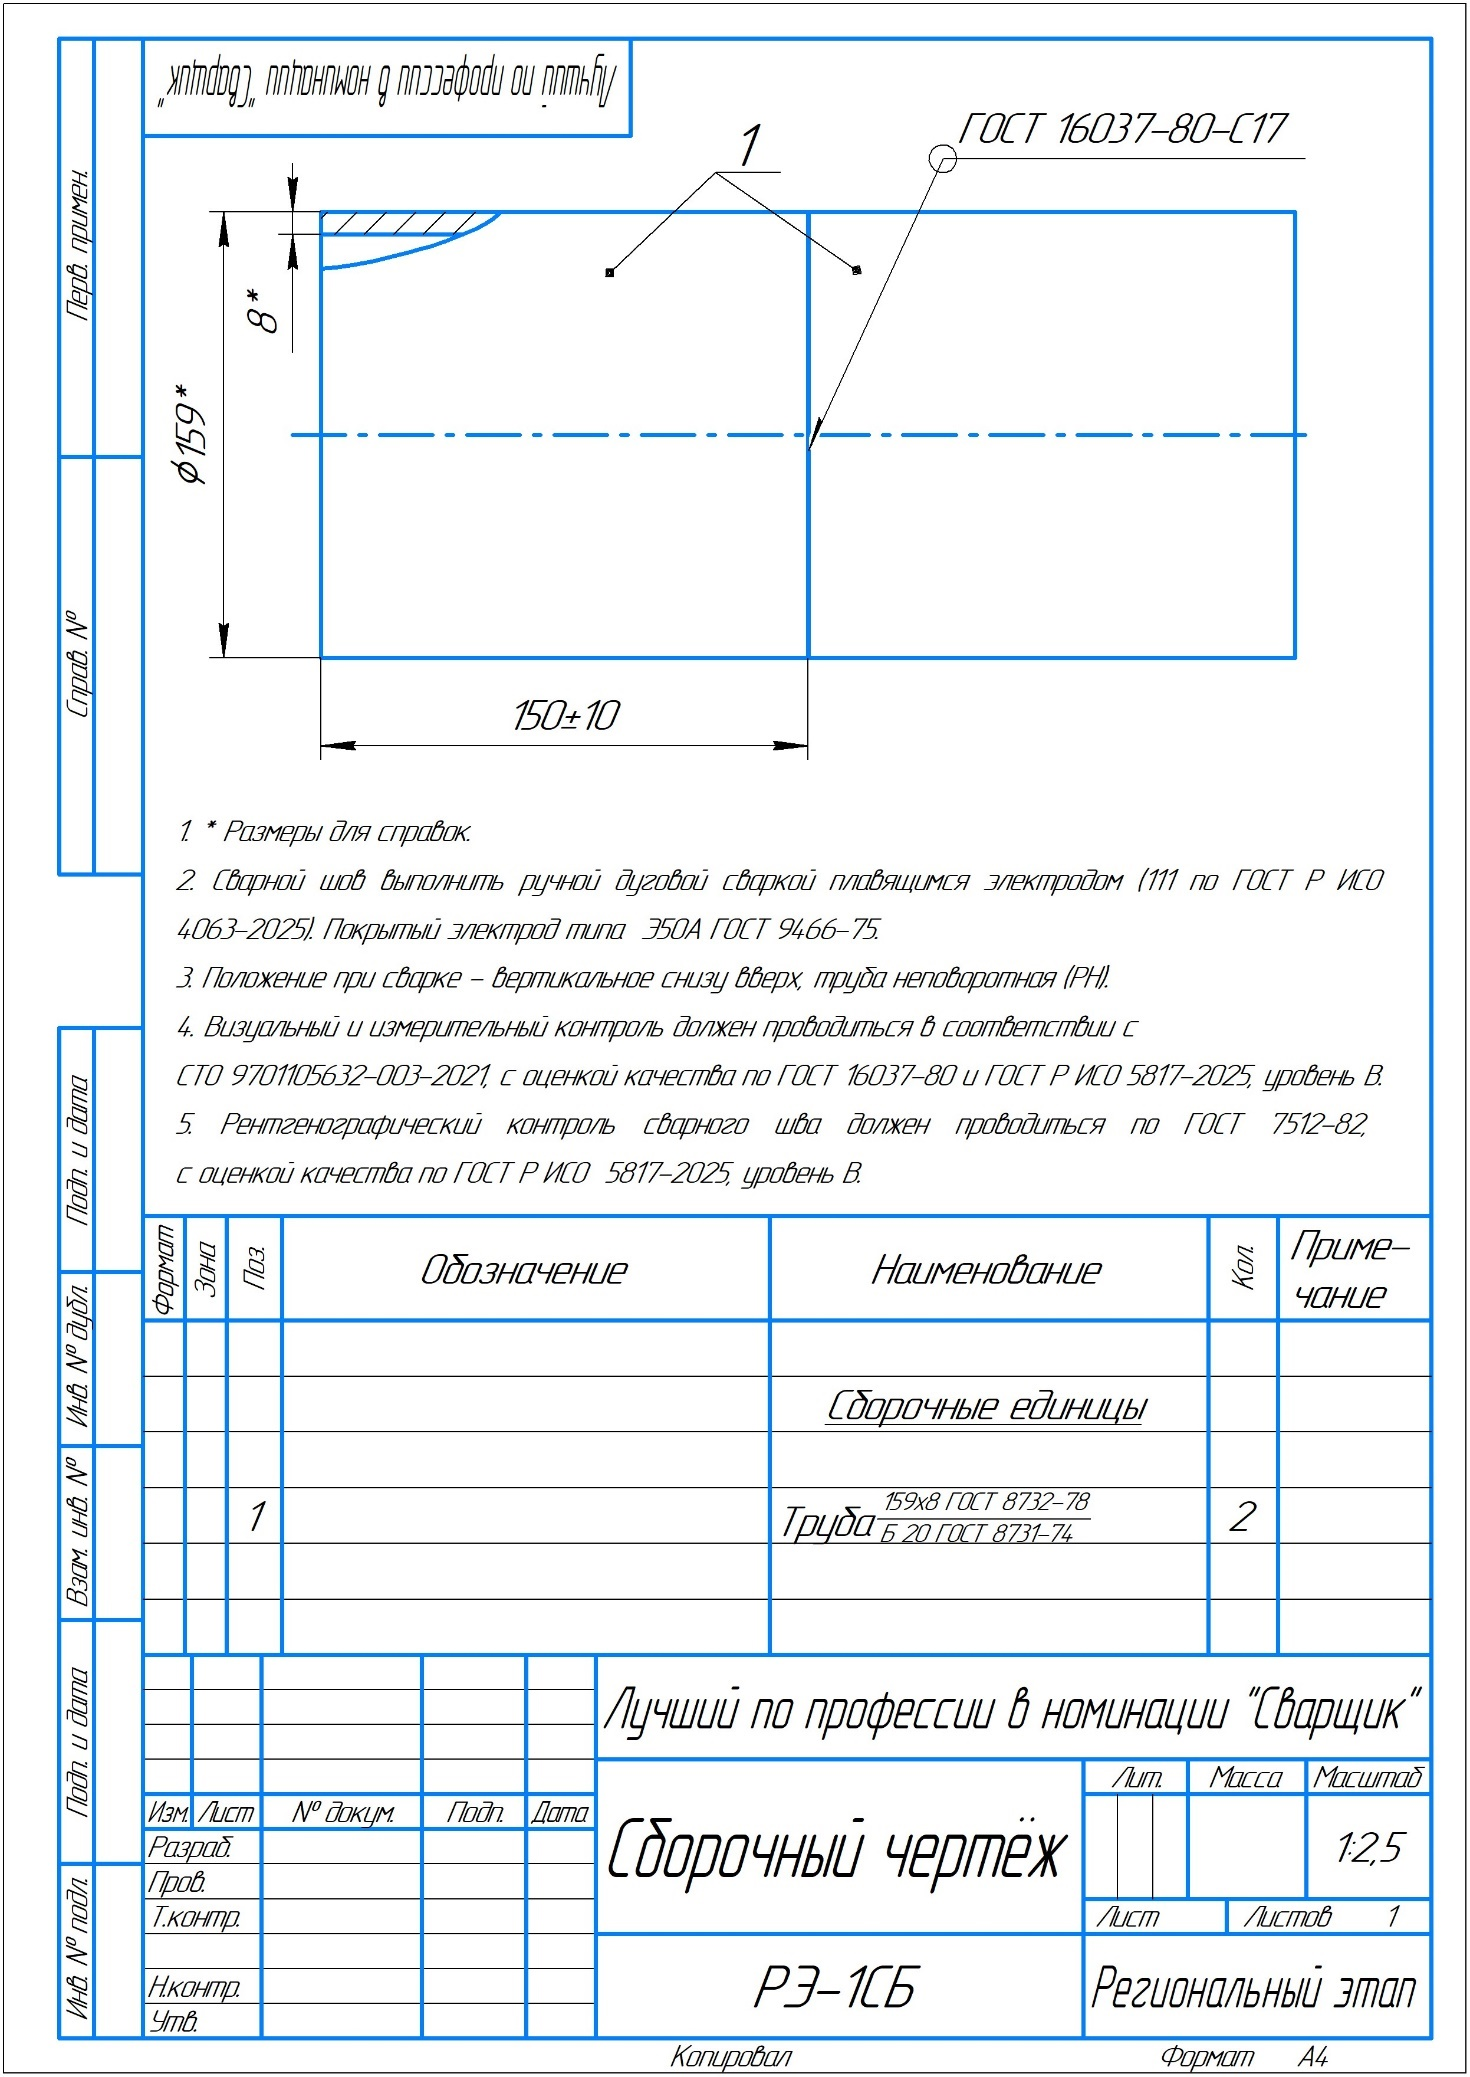 Лучший по профессии в номинации "Сварщик"
1
ГОСТ 16037-80-С17
8*
ϕ159*
150±10
1. * Размеры для справок.
2. Сварной шов выполнить ручной дуговой сваркой плавящимся электродом (111 по ГОСТ Р ИСО
4063-2025). Покрытый электрод типа Э50А ГОСТ 9466-75.
3. Положение при сварке - вертикальное снизу вверх, труба неповоротная (РН).
4. Визуальный и измерительный контроль должен проводиться в соответствии с
СТО 9701105632-003-2021, с оценкой качества по ГОСТ 16037-80 и ГОСТ Р ИСО 5817-2025, уровень В.
5. Рентгенографический контроль сварного шва должен проводиться по ГОСТ 7512-82,
с оценкой качества по ГОСТ Р ИСО 5817-2025, уровень В.
Перв. примен.
Справ. №
Подп. и дата
Инв. № дубл.
Взам. инв. №
Подп. и дата
Инв. № подл.
Формат Зона Поз. Обозначение Наименование Кол. Приме-
чание
Сборочные единицы
1 Труба 159х8 ГОСТ 8732-78 2
Б 20 ГОСТ 8731-74
Лучший по профессии в номинации "Сварщик"
Изм. Лист № докум. Подп. Дата
Разраб.
Пров.
Т.контр.
Н.контр.
Утв.
Сборочный чертёж
Лит. Масса Масштаб
1:2,5
Лист Листов 1
РЭ-1СБ
Региональный этап
Копировал Формат А4